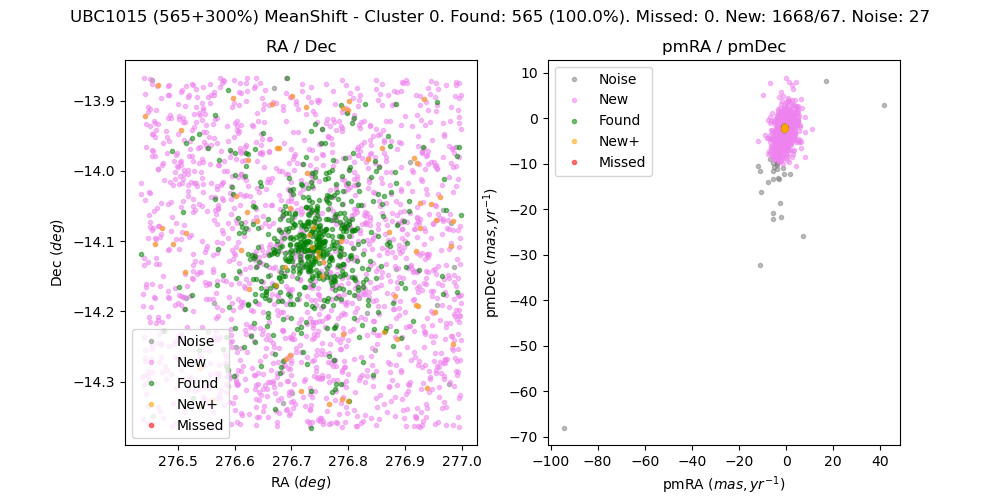 UBC1015 (565+300%) MeanShift - Cluster 0. Found: 565 (100.0%). Missed: 0. New: 1668/67. Noise: 27
RA / Dec
−13.9
−14.0
−14.1
−14.2
−14.3
Dec (deg)
Noise
New
Found
New+
Missed
276.5 276.6 276.7 276.8 276.9 277.0
RA (deg)
pmRA / pmDec
10
0
−10
−20
−30
−40
−50
−60
−70
pmDec (mas, yr⁻¹)
Noise
New
Found
New+
Missed
−100 −80 −60 −40 −20 0 20 40
pmRA (mas, yr⁻¹)